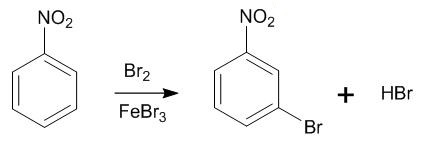 NO₂
Br₂
FeBr₃
NO₂
Br
+ HBr